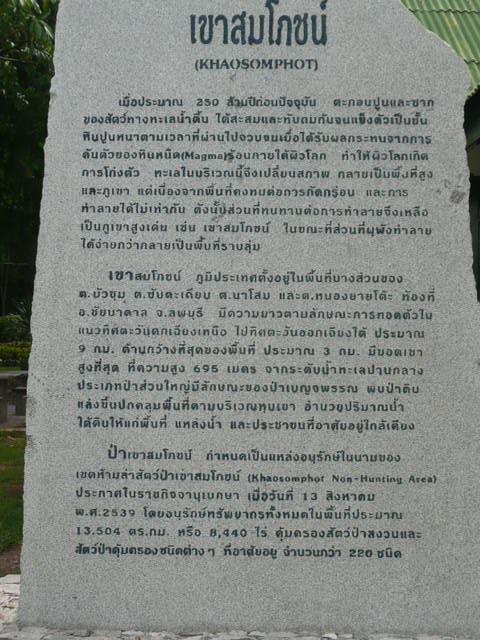 เขาสมโภชน์
(KHAOSOMPHOT)
เมื่อประมาณ 250 ล้านปีก่อนปัจจุบัน ตะกอนปูนและซาก
ของสัตว์ทางทะเลน้ำตื้น ได้สะสมและทับถมกันจนแข็งตัวเป็นชั้น
หินปูนหนาตามเวลาที่ผ่านไปจวบจนเมื่อได้รับผลกระทบจากการ
ดันตัวของหินหนืด(Magma)ร้อนภายใต้ผิวโลก ทำให้ผิวโลกเกิด
การโก่งตัว ทะเลในบริเวณนี้จึงเปลี่ยนสภาพ กลายเป็นพื้นที่สูง
และภูเขา แต่เนื่องจากพื้นที่คงทนต่อการกัดกร่อน และการ
ทำลายได้ไม่เท่ากัน ดังนั้นส่วนที่ทนทานต่อการทำลายจึงเหลือ
เป็นภูเขาสูงเด่น เช่น เขาสมโภชน์ ในขณะที่ส่วนที่ผุพังทำลาย
ได้ง่ายกว่ากลายเป็นพื้นที่ราบลุ่ม
เขาสมโภชน์ ภูมิประเทศตั้งอยู่ในพื้นที่บางส่วนของ
ต.บัวชุม ต.ซับตะเคียน ต.นาโสม และต.หนองยายโต๊ะ ท้องที่
อ.ชัยบาดาล จ.ลพบุรี มีความยาวตามลักษณะการทอดตัวใน
แนวทิศตะวันตกเฉียงเหนือ ไปทิศตะวันออกเฉียงใต้ ประมาณ
9 กม. ด้านกว้างที่สุดของพื้นที่ ประมาณ 3 กม. มียอดเขา
สูงที่สุด ที่ความสูง 695 เมตร จากระดับน้ำทะเลปานกลาง
ประเภทป่าส่วนใหญ่มีลักษณะของป่าเบญจพรรณ พบป่าดิบ
แล้งขึ้นปกคลุมพื้นที่ตามบริเวณหุบเขา อำนวยปริมาณน้ำ
ใต้ดินให้แก่พื้นที่ แหล่งน้ำ และประชาชนที่อาศัยอยู่ใกล้เคียง
ป่าเขาสมโภชน์ กำหนดเป็นแหล่งอนุรักษ์ในนามของ
เขตห้ามล่าสัตว์ป่าเขาสมโภชน์ (Khaosomphot Non-Hunting Area)
ประกาศในราชกิจจานุเบกษา เมื่อวันที่ 13 สิงหาคม
พ.ศ.2539 โดยอนุรักษ์ทรัพยากรทั้งหมดในพื้นที่ประมาณ
13.504 ตร.กม. หรือ 8,440 ไร่ คุ้มครองสัตว์ป่าสงวนและ
สัตว์ป่าคุ้มครองชนิดต่างๆ ที่อาศัยอยู่ จำนวนกว่า 220 ชนิด